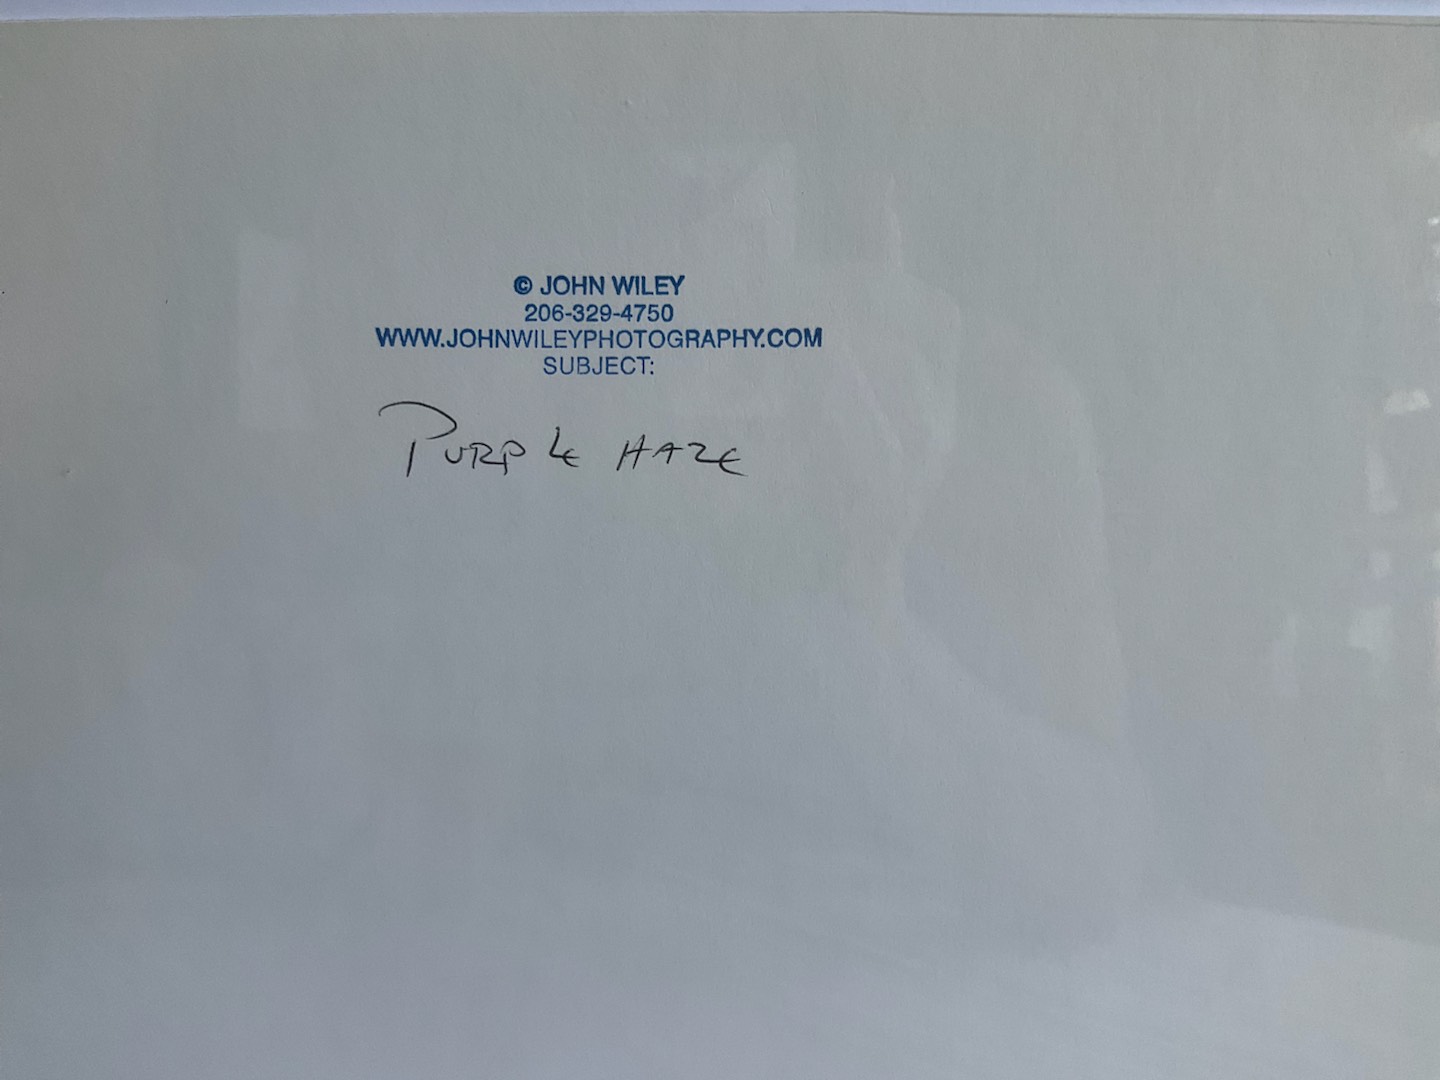 © JOHN WILEY
206-329-4750
WWW.JOHNWILEYPHOTOGRAPHY.COM
SUBJECT:
PURPLE HAZE